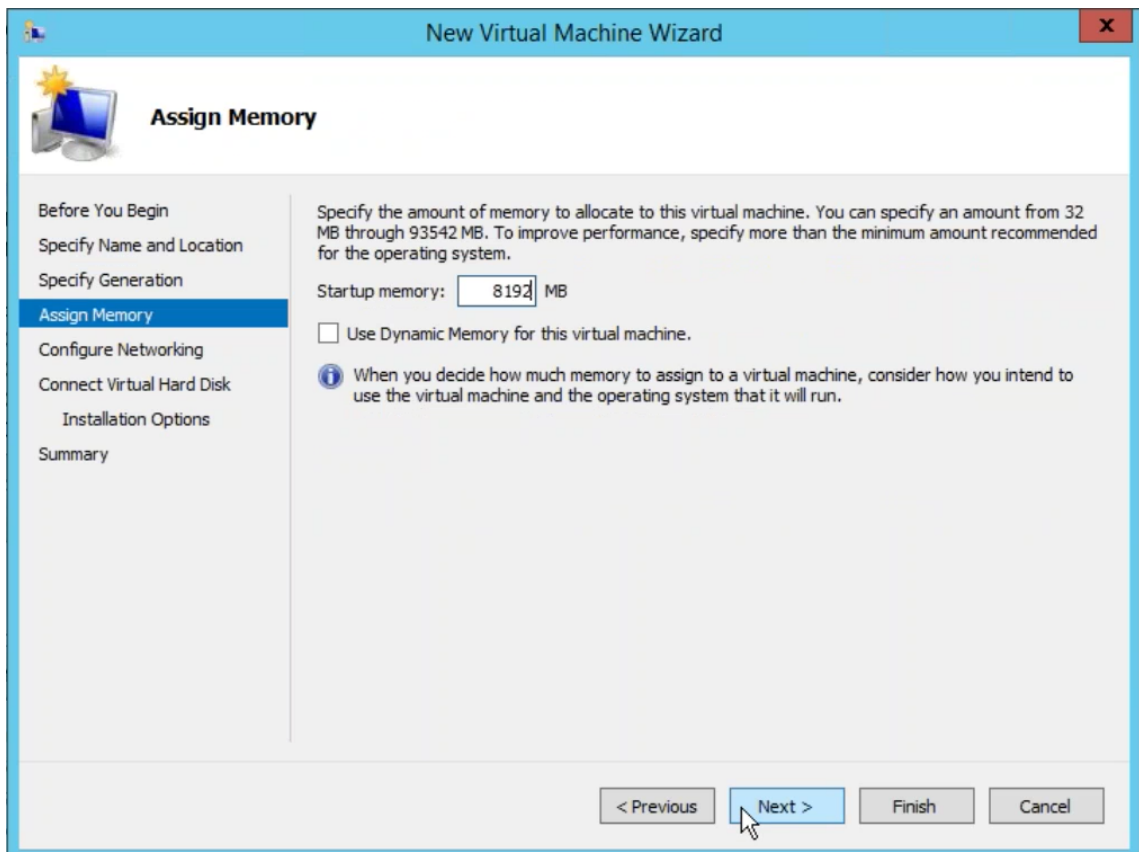 New Virtual Machine Wizard
x
Assign Memory
Before You Begin
Specify Name and Location
Specify Generation
Assign Memory
Configure Networking
Connect Virtual Hard Disk
Installation Options
Summary
Specify the amount of memory to allocate to this virtual machine. You can specify an amount from 32
MB through 93542 MB. To improve performance, specify more than the minimum amount recommended
for the operating system.
Startup memory: 8192 MB
Use Dynamic Memory for this virtual machine.
When you decide how much memory to assign to a virtual machine, consider how you intend to
use the virtual machine and the operating system that it will run.
< Previous Next > Finish Cancel